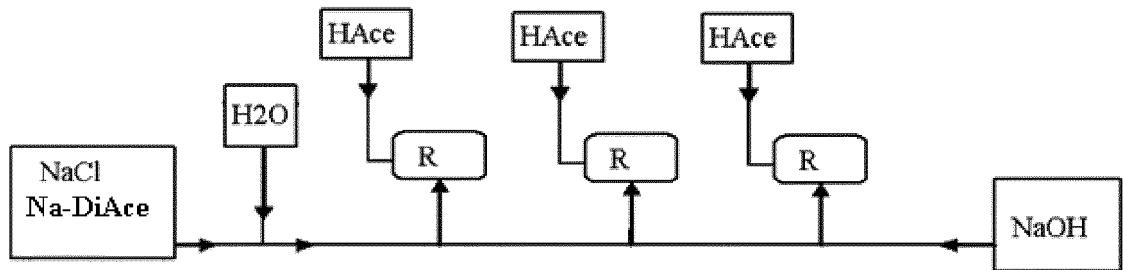 HAce
HAce
HAce
H2O
R
R
R
NaCl
Na-DiAce
NaOH